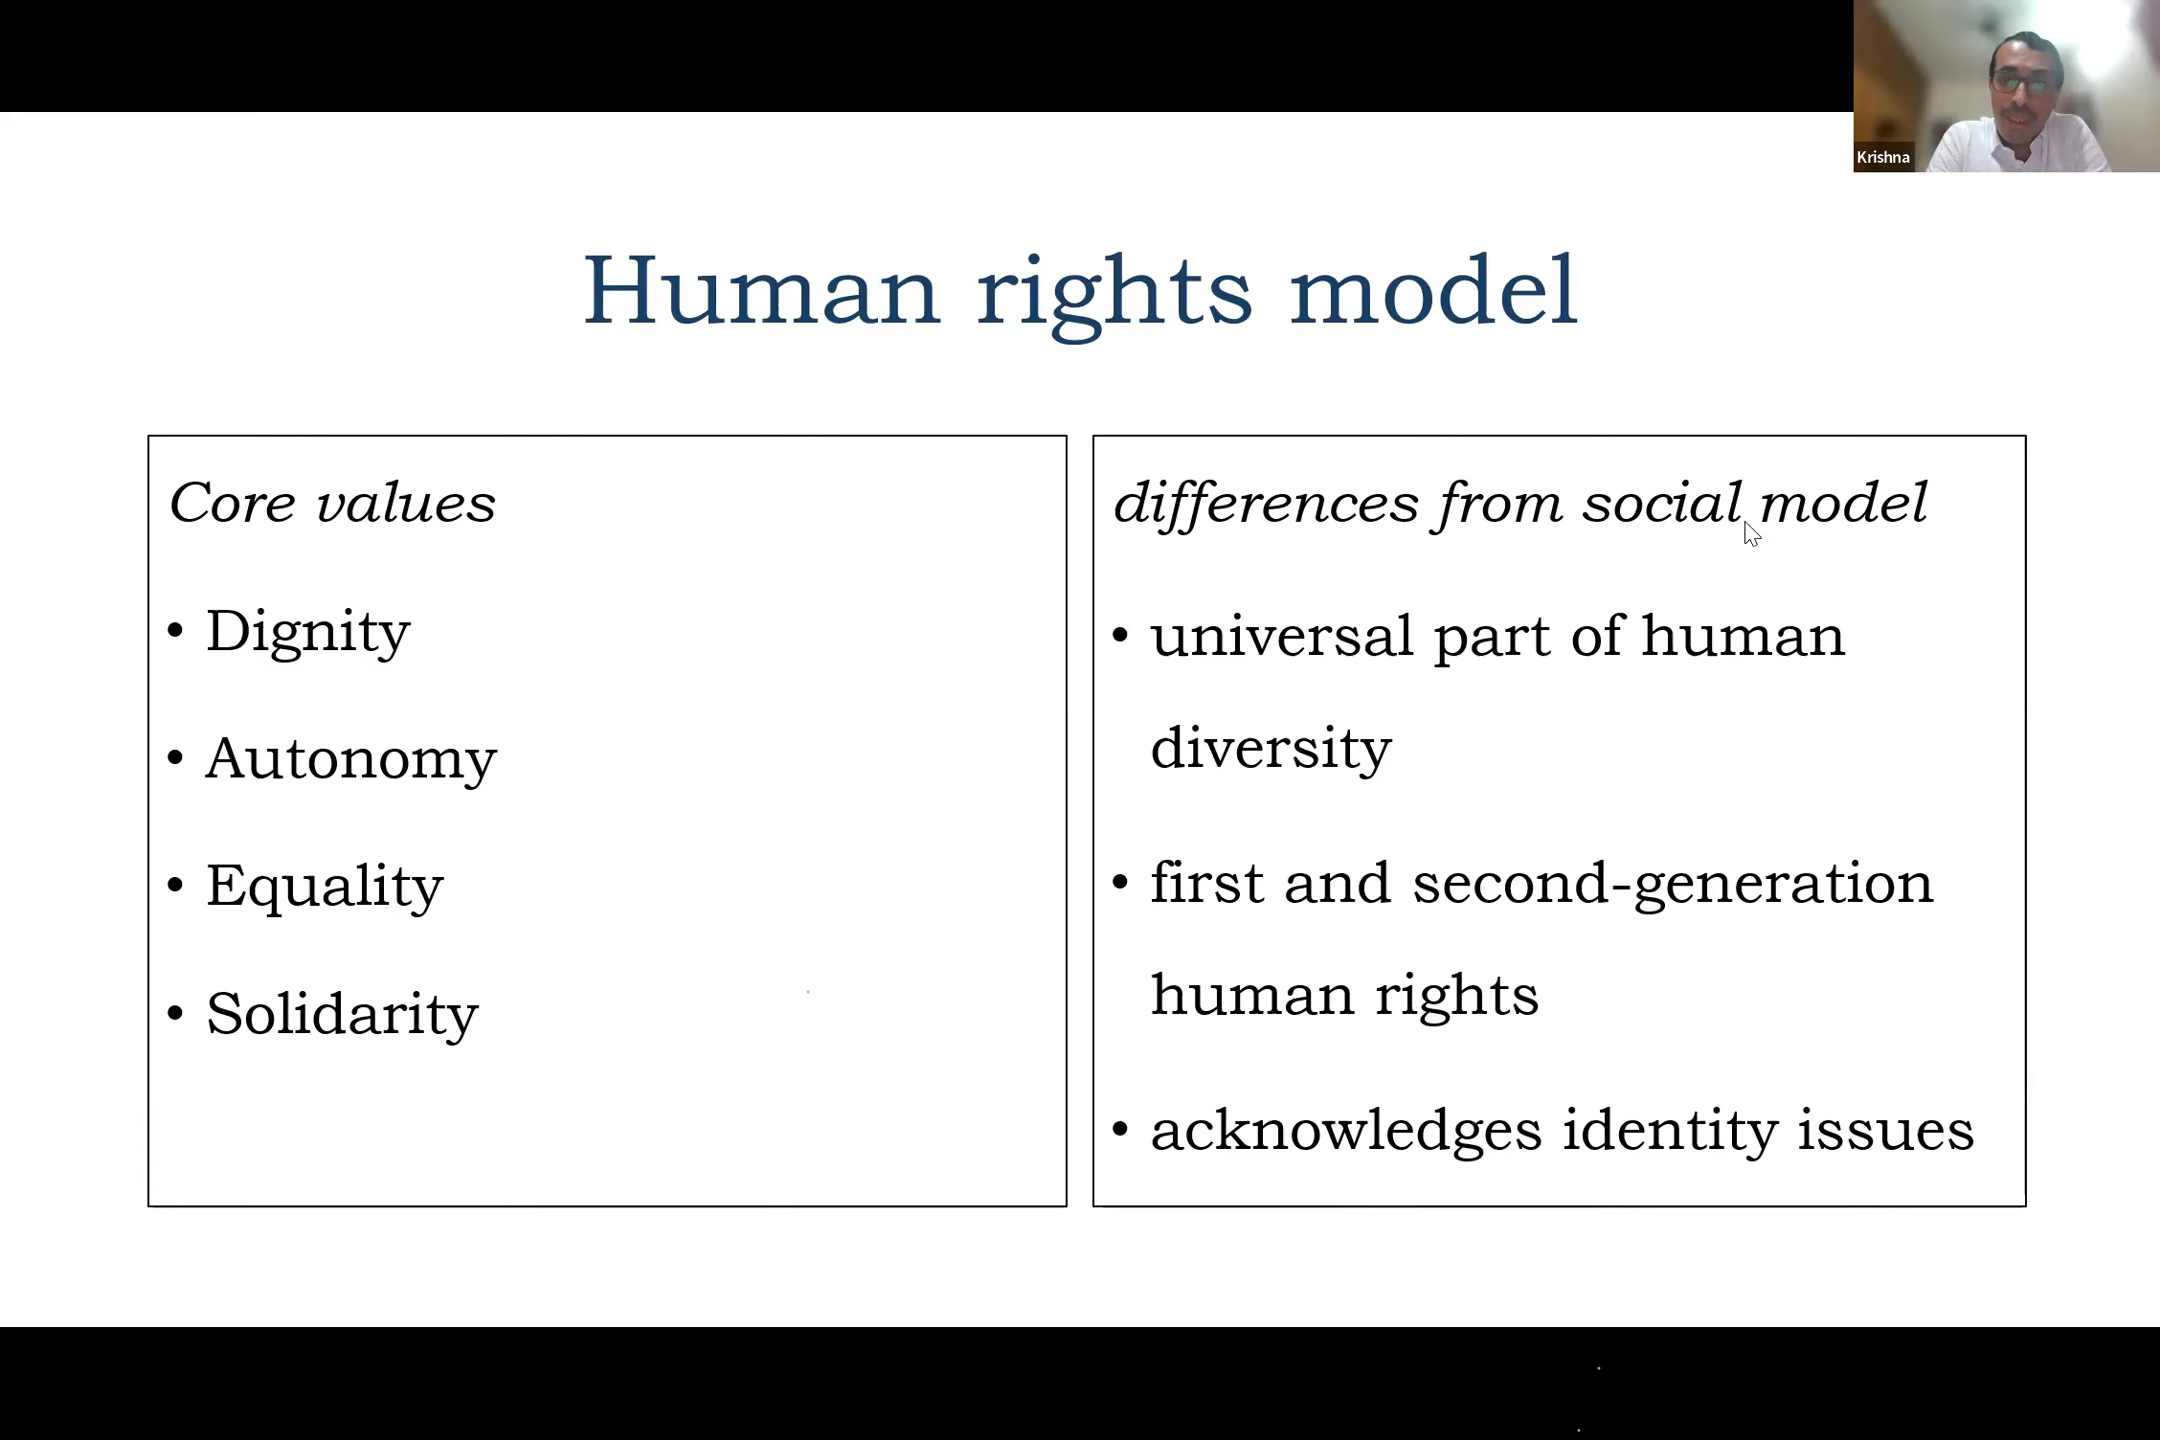 Krishna
Human rights model
Core values
• Dignity
• Autonomy
• Equality
• Solidarity
differences from social model
• universal part of human
diversity
• first and second-generation
human rights
• acknowledges identity issues